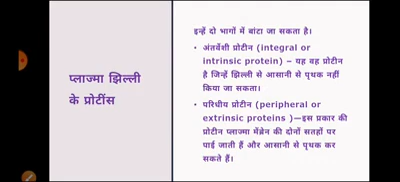 प्लाज्मा झिल्ली
के प्रोटींस
इन्हें दो भागों में बांटा जा सकता है।
• अंतर्वेशी प्रोटीन (integral or
intrinsic protein) – यह वह प्रोटीन
है जिन्हें झिल्ली से आसानी से पृथक नहीं
किया जा सकता।
• परिधीय प्रोटीन (peripheral or
extrinsic proteins )—इस प्रकार की
प्रोटीन प्लाज्मा मेंब्रेन की दोनों सतहों पर
पाई जाती हैं और आसानी से पृथक कर
सकते हैं।